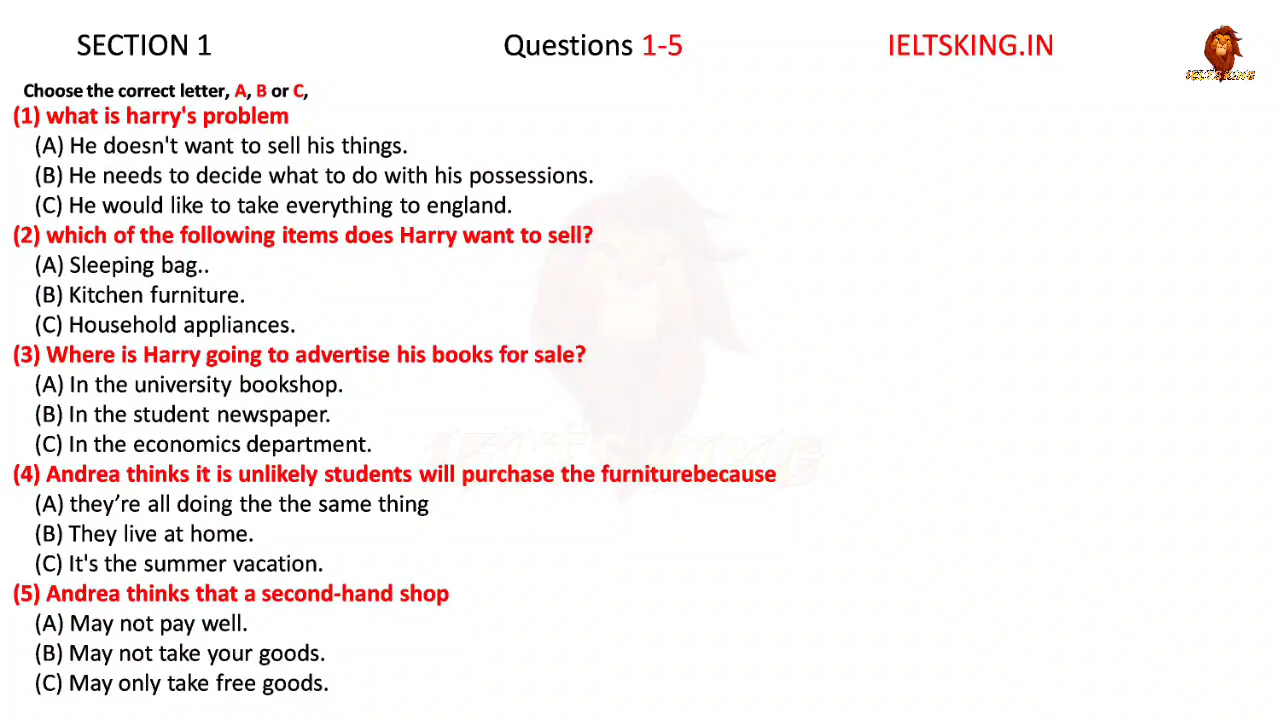 SECTION 1 Questions 1-5 IELTSKING.IN
IELTS KING
Choose the correct letter, A, B or C,
(1) what is harry's problem
(A) He doesn't want to sell his things.
(B) He needs to decide what to do with his possessions.
(C) He would like to take everything to england.
(2) which of the following items does Harry want to sell?
(A) Sleeping bag..
(B) Kitchen furniture.
(C) Household appliances.
(3) Where is Harry going to advertise his books for sale?
(A) In the university bookshop.
(B) In the student newspaper.
(C) In the economics department.
IELTS KING
(4) Andrea thinks it is unlikely students will purchase the furniturebecause
(A) they’re all doing the the same thing
(B) They live at home.
(C) It's the summer vacation.
(5) Andrea thinks that a second-hand shop
(A) May not pay well.
(B) May not take your goods.
(C) May only take free goods.